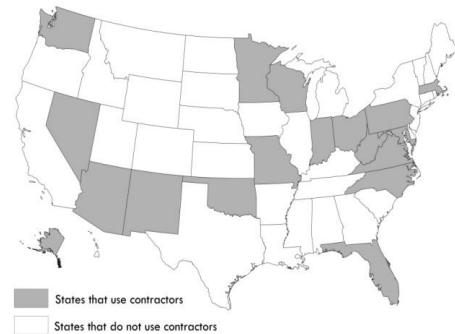 States that use contractors
States that do not use contractors